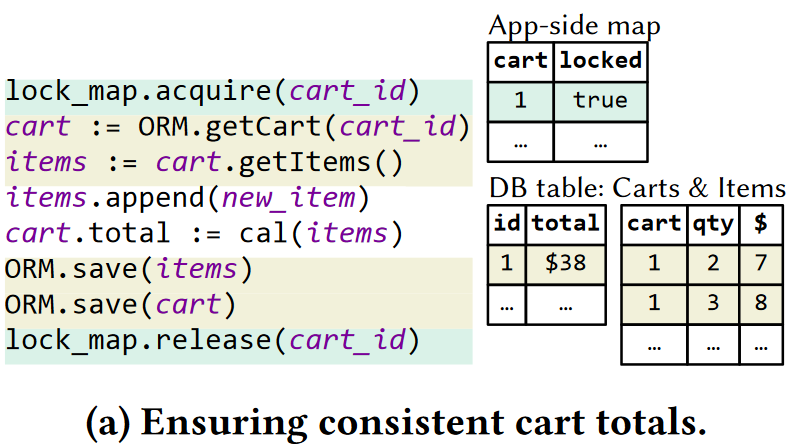 lock_map.acquire(cart_id)
cart := ORM.getCart(cart_id)
items := cart.getItems()
items.append(new_item)
cart.total := cal(items)
ORM.save(items)
ORM.save(cart)
lock_map.release(cart_id)
App-side map
cart locked
1 true
… …
DB table: Carts & Items
id total
1 $38
… …
cart qty $
1 2 7
1 3 8
… … …
(a) Ensuring consistent cart totals.